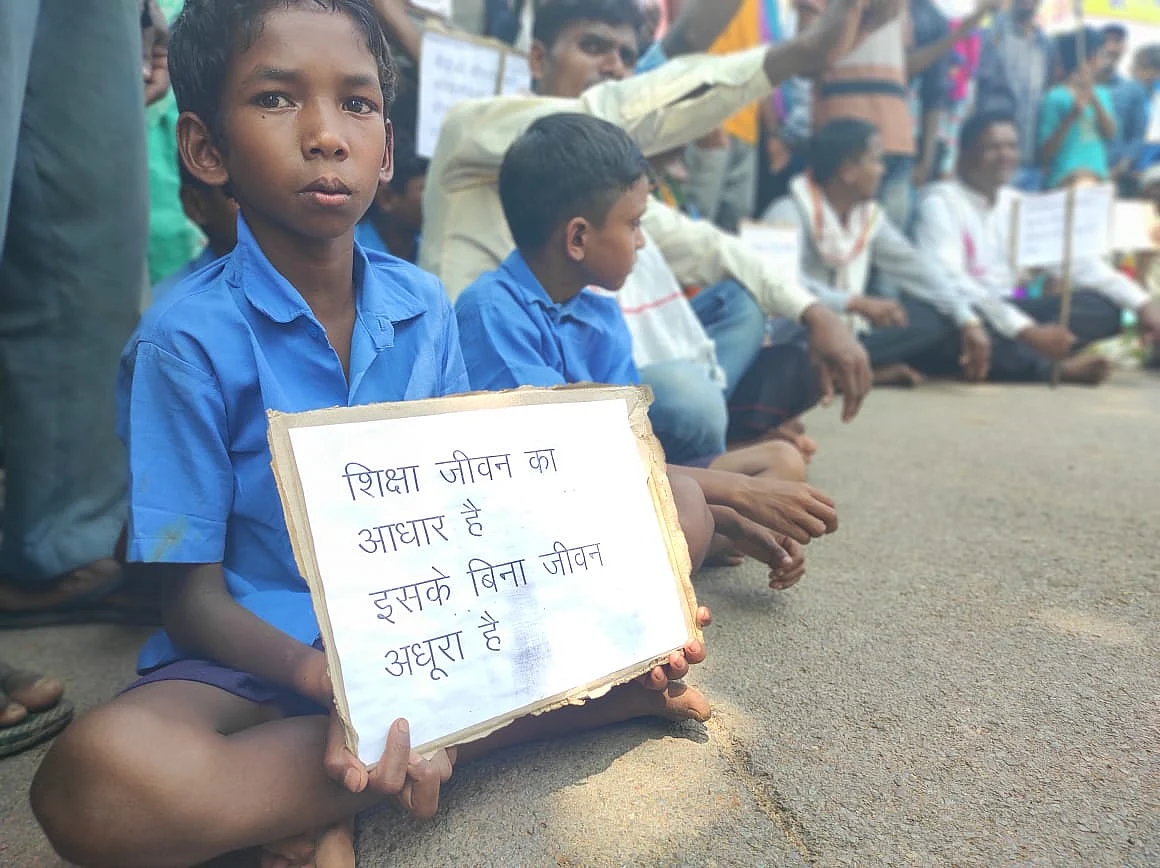 शिक्षा जीवन का
आधार है
इसके बिना जीवन
अधूरा है